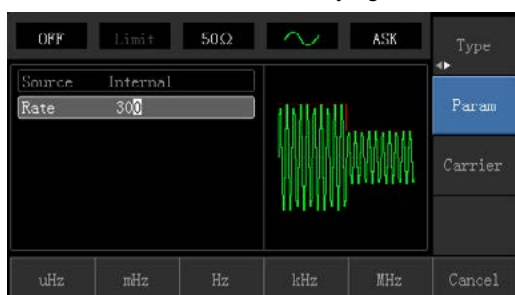 OFF Limit 50Ω ASK Type
Source Internal
Rate 300
Param
Carrier
uHz mHz Hz kHz MHz Cancel